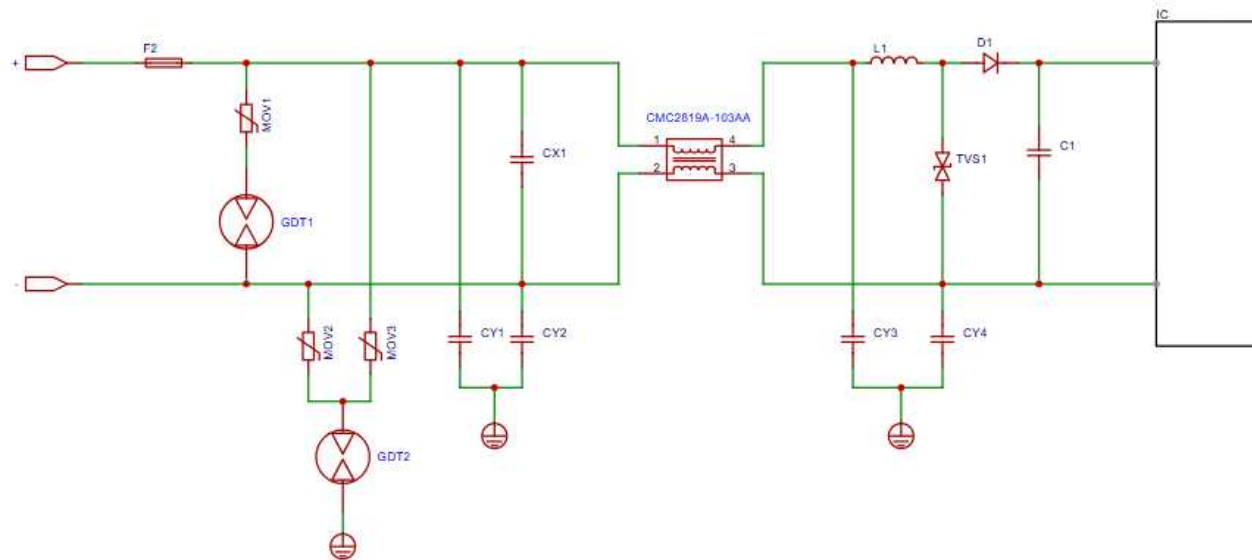 IC
F2
L1
D1
+
MOV1
CMC2819A-103AA
1
4
CX1
2
3
TVS1
C1
GDT1
-
MOV2
MOV3
CY1
CY2
CY3
CY4
GDT2